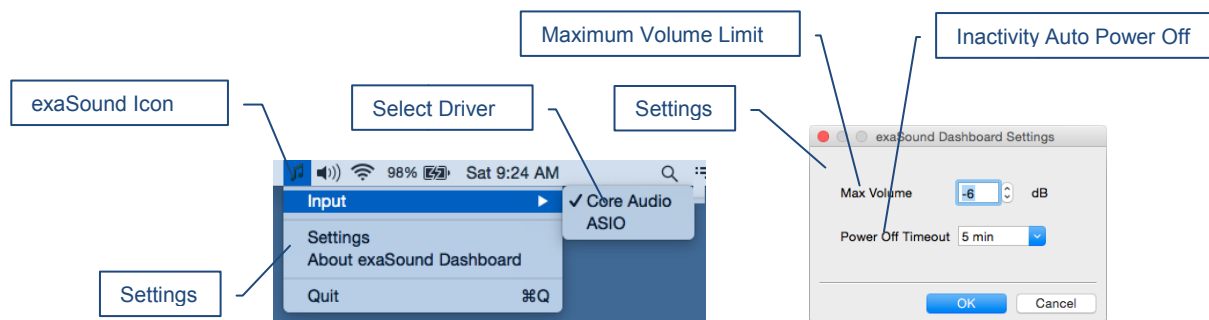 Maximum Volume Limit
Inactivity Auto Power Off
exaSound Icon
Select Driver
Settings
98%
Sat 9:24 AM
Input
✓ Core Audio
ASIO
Settings
About exaSound Dashboard
Quit ⌘Q
Settings
exaSound Dashboard Settings
Max Volume -6 dB
Power Off Timeout 5 min
OK Cancel